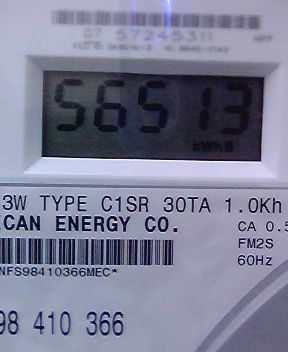 07 57245311
56513
kWh
3W TYPE C1SR 30TA 1.0Kh
ICAN ENERGY CO.
CA 0.5
FM2S
60Hz
NFS98410366MEC*
98 410 366